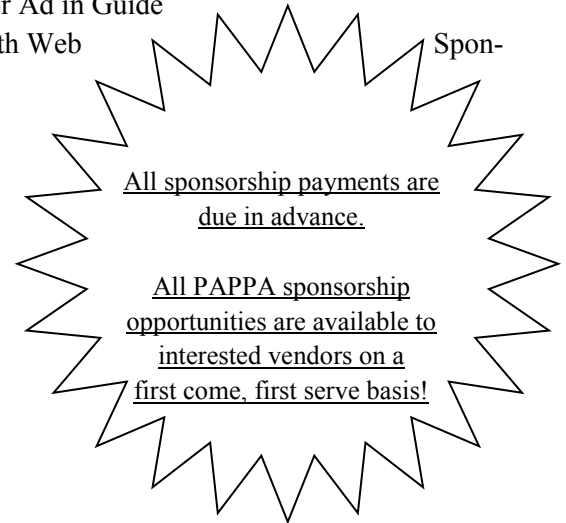 r Ad in Guide
th Web Spon-
All sponsorship payments are
due in advance.
All PAPPA sponsorship
opportunities are available to
interested vendors on a
first come, first serve basis!